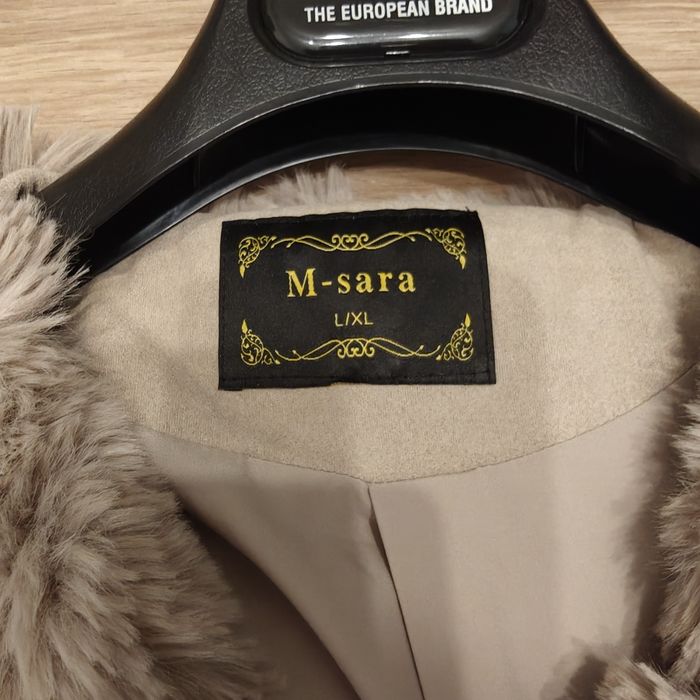 THE EUROPEAN BRAND
M-sara
L/XL